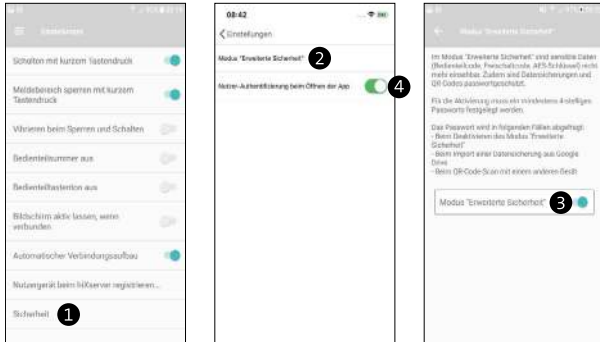 Einstellungen
Schalten mit kurzem Tastendruck
Meldebereich sperren mit kurzem
Tastendruck
Vibrieren beim Sperren und Schalten
Bedienteilsummer aus
Bedienteiltastenton aus
Bildschirm aktiv lassen, wenn
verbunden
Automatischer Verbindungsaufbau
Nutzergerät beim hiXserver registrieren...
Sicherheit 1
08:42
Einstellungen
Modus "Erweiterte Sicherheit" 2
Nutzer-Authentifizierung beim Öffnen der App 4
Modus "Erweiterte Sicherheit"
Im Modus "Erweiterte Sicherheit" sind sensible Daten
(Bedienteilcode, Freischaltcode, AES-Schlüssel) nicht
mehr einsehbar. Zudem sind Datensicherungen und
QR-Codes passwortgeschützt.
Für die Aktivierung muss ein mindestens 4-stelliges
Passworts festgelegt werden.
Das Passwort wird in folgenden Fällen abgefragt:
- Beim Deaktivieren des Modus "Erweiterte
Sicherheit"
- Beim Import einer Datensicherung aus Google
Drive
- Beim QR-Code-Scan mit einem anderen Gerät
Modus "Erweiterte Sicherheit" 3